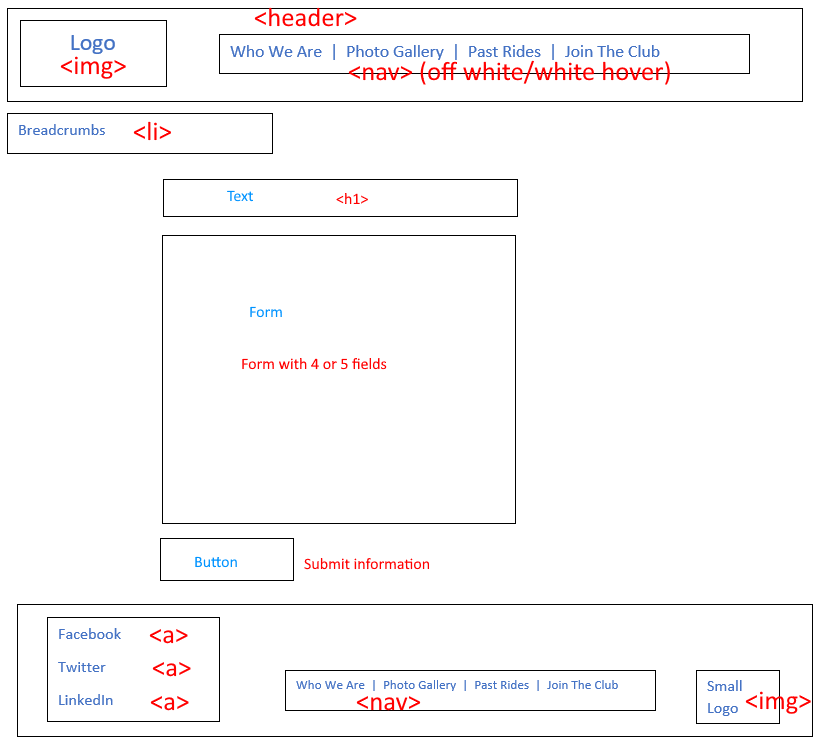 <header>
Logo
<img>
Who We Are | Photo Gallery | Past Rides | Join The Club
<nav> (off white/white hover)
Breadcrumbs <li>
Text <h1>
Form
Form with 4 or 5 fields
Button Submit information
Facebook <a>
Twitter <a>
LinkedIn <a>
Who We Are | Photo Gallery | Past Rides | Join The Club
<nav>
Small
Logo <img>